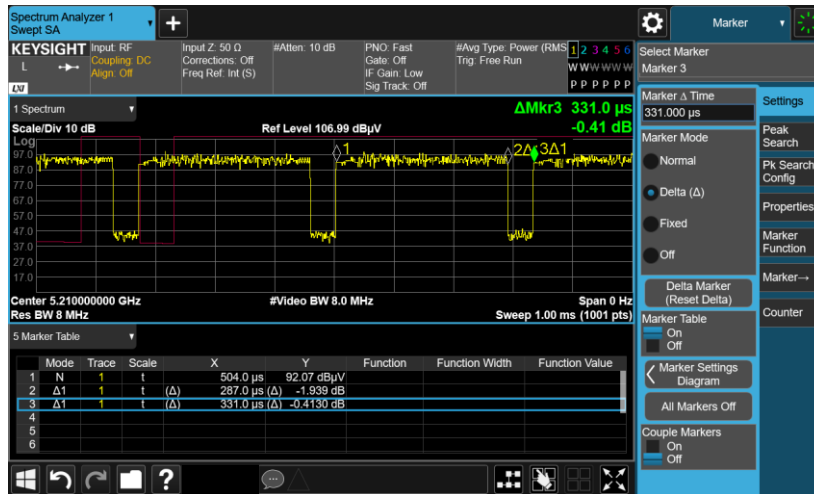 Spectrum Analyzer 1
Swept SA
+
Marker
KEYSIGHT
L
LXI
Input: RF
Coupling: DC
Align: Off
Input Z: 50 Ω
Corrections: Off
Freq Ref: Int (S)
#Atten: 10 dB
PNO: Fast
Gate: Off
IF Gain: Low
Sig Track: Off
#Avg Type: Power (RMS
Trig: Free Run
1 2 3 4 5 6
W W W W W W
P P P P P P
Select Marker
Marker 3
1 Spectrum
ΔMkr3 331.0 µs
Scale/Div 10 dB
Ref Level 106.99 dBµV
-0.41 dB
Log
97.0
87.0
77.0
67.0
57.0
47.0
37.0
27.0
17.0
1
3Δ1
Center 5.210000000 GHz
#Video BW 8.0 MHz
Span 0 Hz
Res BW 8 MHz
Sweep 1.00 ms (1001 pts)
5 Marker Table
Mode Trace Scale X Y Function Function Width Function Value
1 N 1 t 504.0 µs 92.07 dBµV
2 Δ1 1 t (Δ) 287.0 µs (Δ) -1.939 dB
3 Δ1 1 t (Δ) 331.0 µs (Δ) -0.4130 dB
4
5
6
?
Marker Δ Time
331.000 µs
Marker Mode
Normal
Delta (Δ)
Fixed
Off
Delta Marker
(Reset Delta)
Marker Table
On
Off
Marker Settings
Diagram
All Markers Off
Couple Markers
On
Off
Settings
Peak
Search
Pk Search
Config
Properties
Marker
Function
Marker→
Counter